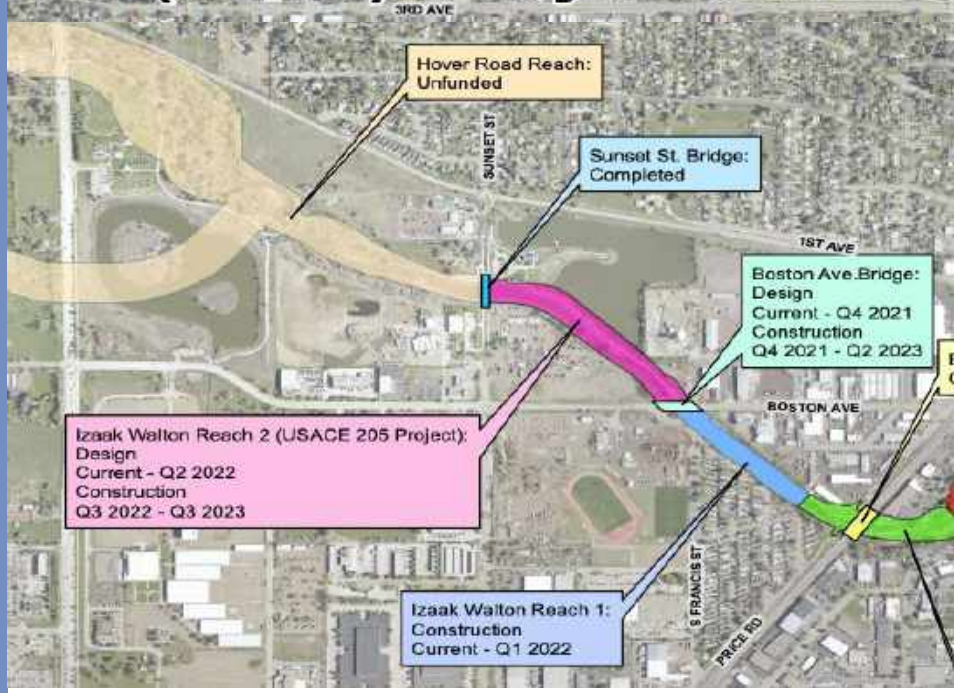 3RD AVE
Hover Road Reach:
Unfunded
SUNSET ST
Sunset St. Bridge:
Completed
1ST AVE
Boston Ave.Bridge:
Design
Current - Q4 2021
Construction
Q4 2021 - Q2 2023
BOSTON AVE
Izaak Walton Reach 2 (USACE 205 Project):
Design
Current - Q2 2022
Construction
Q3 2022 - Q3 2023
S FRANCIS ST
PRICE RD
Izaak Walton Reach 1:
Construction
Current - Q1 2022